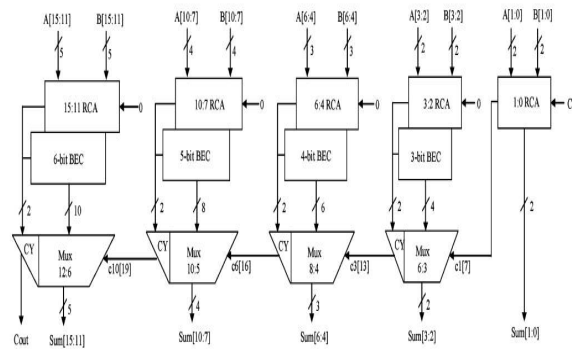 A[15:11] B[15:11] A[10:7] B[10:7] A[6:4] B[6:4] A[3:2] B[3:2] A[1:0] B[1:0]
5 5 4 4 3 3 2 2 2 2
15:11 RCA 0 10:7 RCA 0 6:4 RCA 0 3:2 RCA 0 1:0 RCA C
6-bit BEC 5-bit BEC 4-bit BEC 3-bit BEC
2 10 2 8 2 6 2 4 2
CY Mux 12:6 c10[19] CY Mux 10:5 c6[16] CY Mux 8:4 c3[13] CY Mux 6:3 c1[7]
5 4 3 2
Cout Sum[15:11] Sum[10:7] Sum[6:4] Sum[3:2] Sum[1:0]